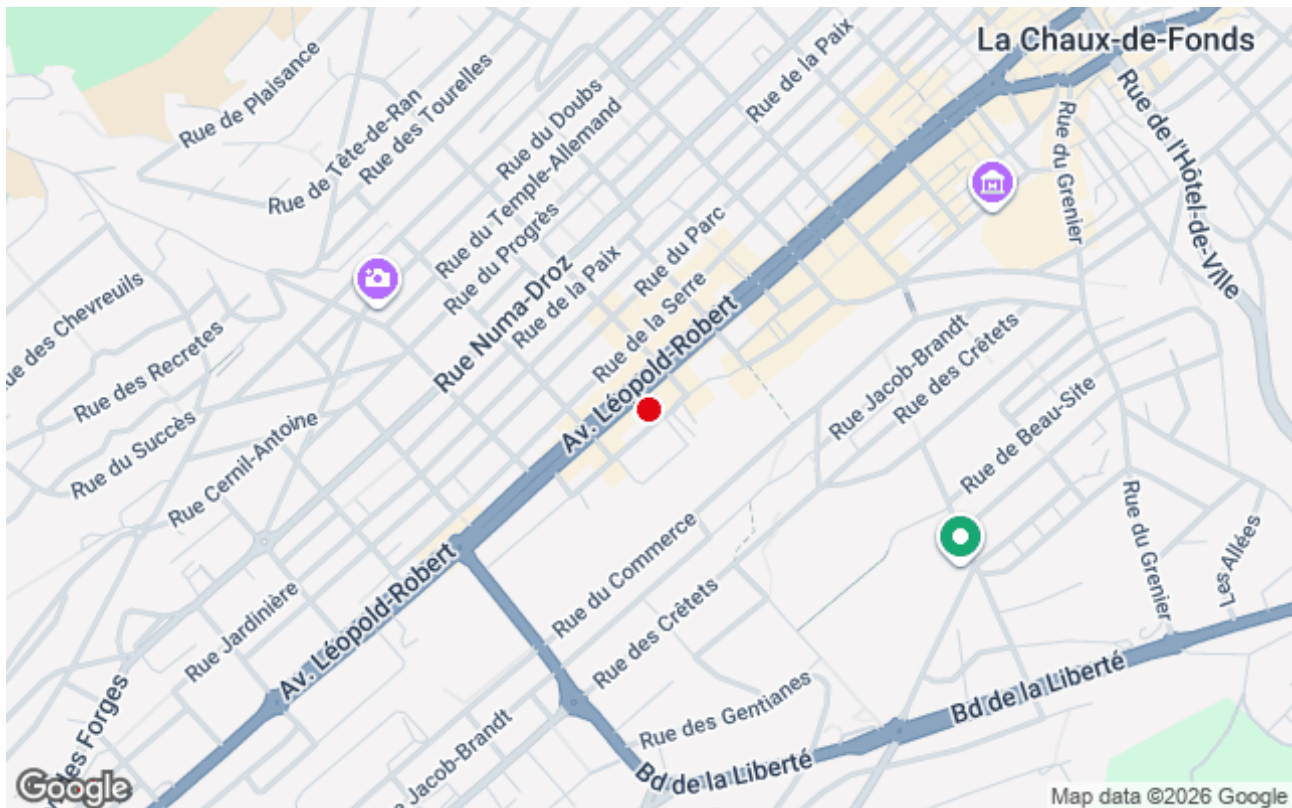 La Chaux-de-Fonds
Rue de Plaisance
Rue des Tourelles
Rue de Tête-de-Ran
Rue du Doubs
Rue du Temple-Allemand
Rue de la Paix
Rue de l'Hôtel-de-Ville
Rue du Grenier
Rue du Progrès
Rue du Parc
Rue de la Paix
Rue Numa-Droz
Rue de la Serre
Av. Léopold-Robert
ue des Chevreuils
Rue des Recretes
Rue du Succès
Rue Cernil-Antoine
Rue Jacob-Brandt
Rue des Crêtets
Rue de Beau-Site
Rue du Grenier
Les Allées
Rue du Commerce
Rue des Crêtets
Av. Léopold-Robert
Rue Jardinière
des Forges
Rue des Gentianes
Bd de la Liberté
Bd de la Liberté
Jacob-Brandt
Google
Map data ©2026 Google